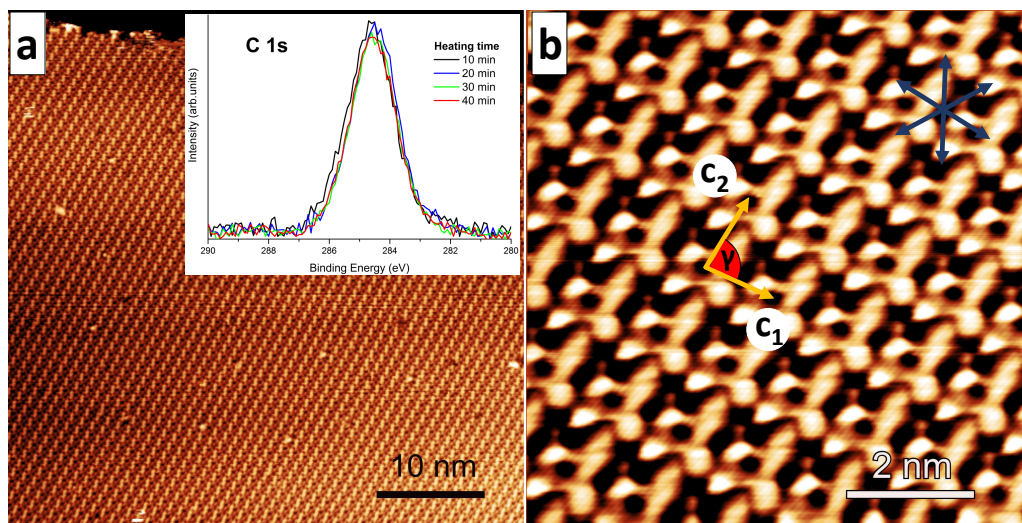 a
C 1s
Heating time
10 min
20 min
30 min
40 min
Intensity (arb.units)
290 288 286 284 282 280
Binding Energy (eV)
10 nm
b
C2
γ
C1
2 nm